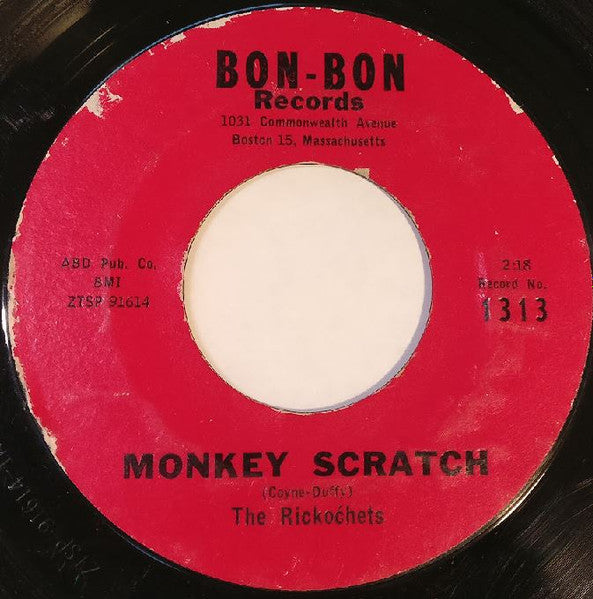 BON-BON
Records
1031 Commonwealth Avenue
Boston 15, Massachusetts
ABD Pub. Co.
BMI
ZTSP 91614
2:18
Record No.
1313
MONKEY SCRATCH
(Coyne-Duffy)
The Rickochets